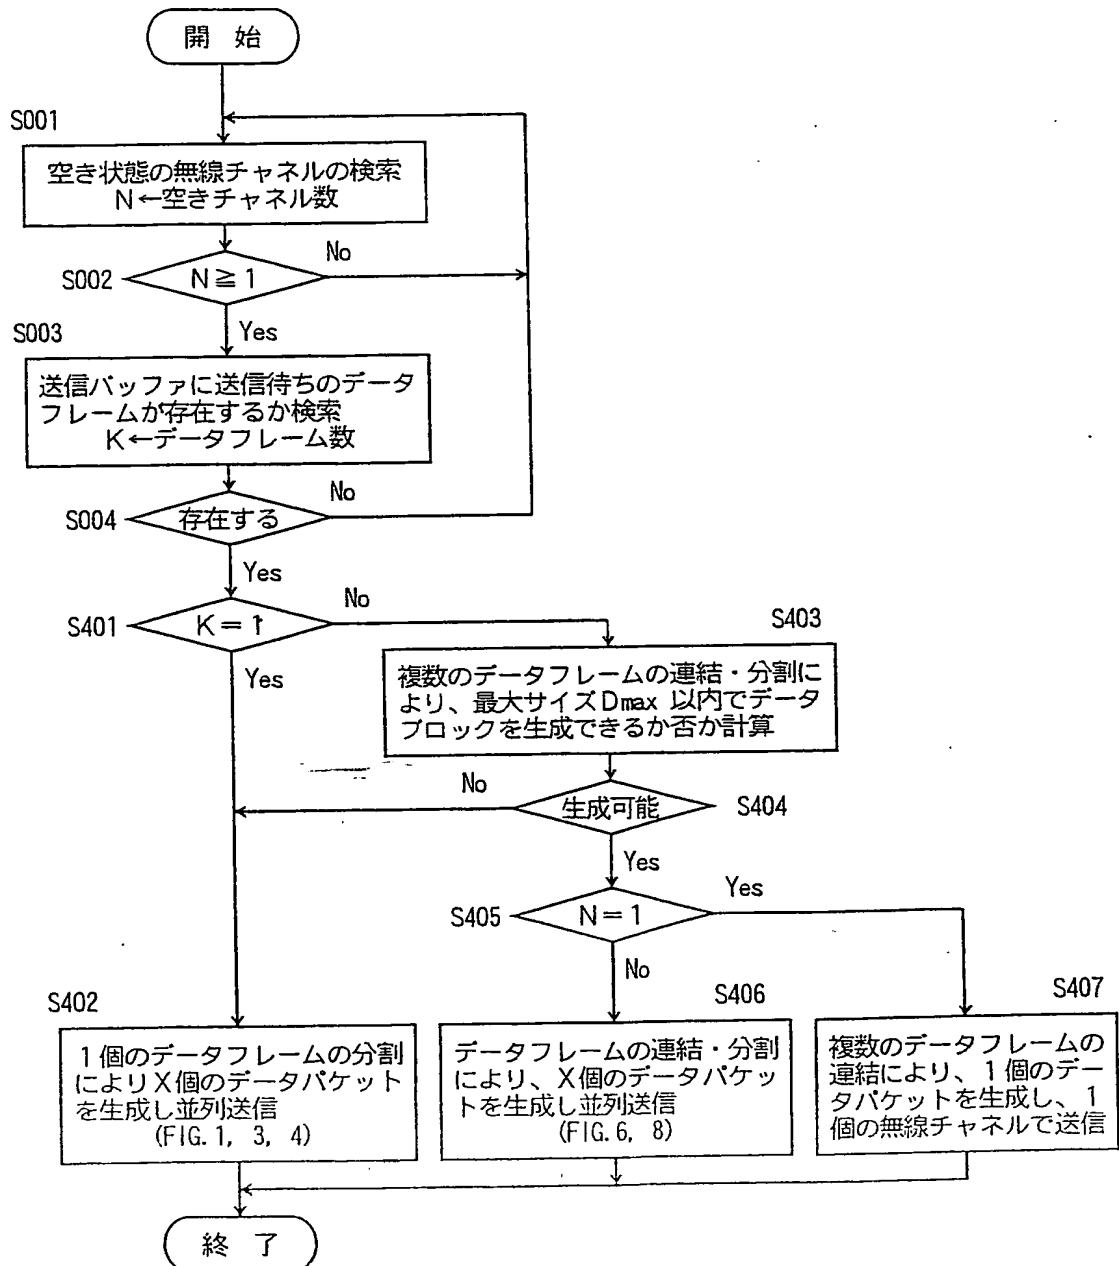 開 始
S001
空き状態の無線チャネルの検索
N←空きチャネル数
No
S002
N≧1
Yes
S003
送信バッファに送信待ちのデータ
フレームが存在するか検索
K←データフレーム数
No
S004
存在する
Yes
No
S401
K=1
Yes
S403
複数のデータフレームの連結・分割に
より、最大サイズDmax 以内でデータ
ブロックを生成できるか否か計算
No
生成可能
S404
Yes
Yes
S405
N=1
No
S402
1個のデータフレームの分割
によりX個のデータパケット
を生成し並列送信
(FIG.1, 3, 4)
S406
データフレームの連結・分割
により、X個のデータパケッ
トを生成し並列送信
(FIG.6, 8)
S407
複数のデータフレームの
連結により、1個のデー
タパケットを生成し、1
個の無線チャネルで送信
終 了